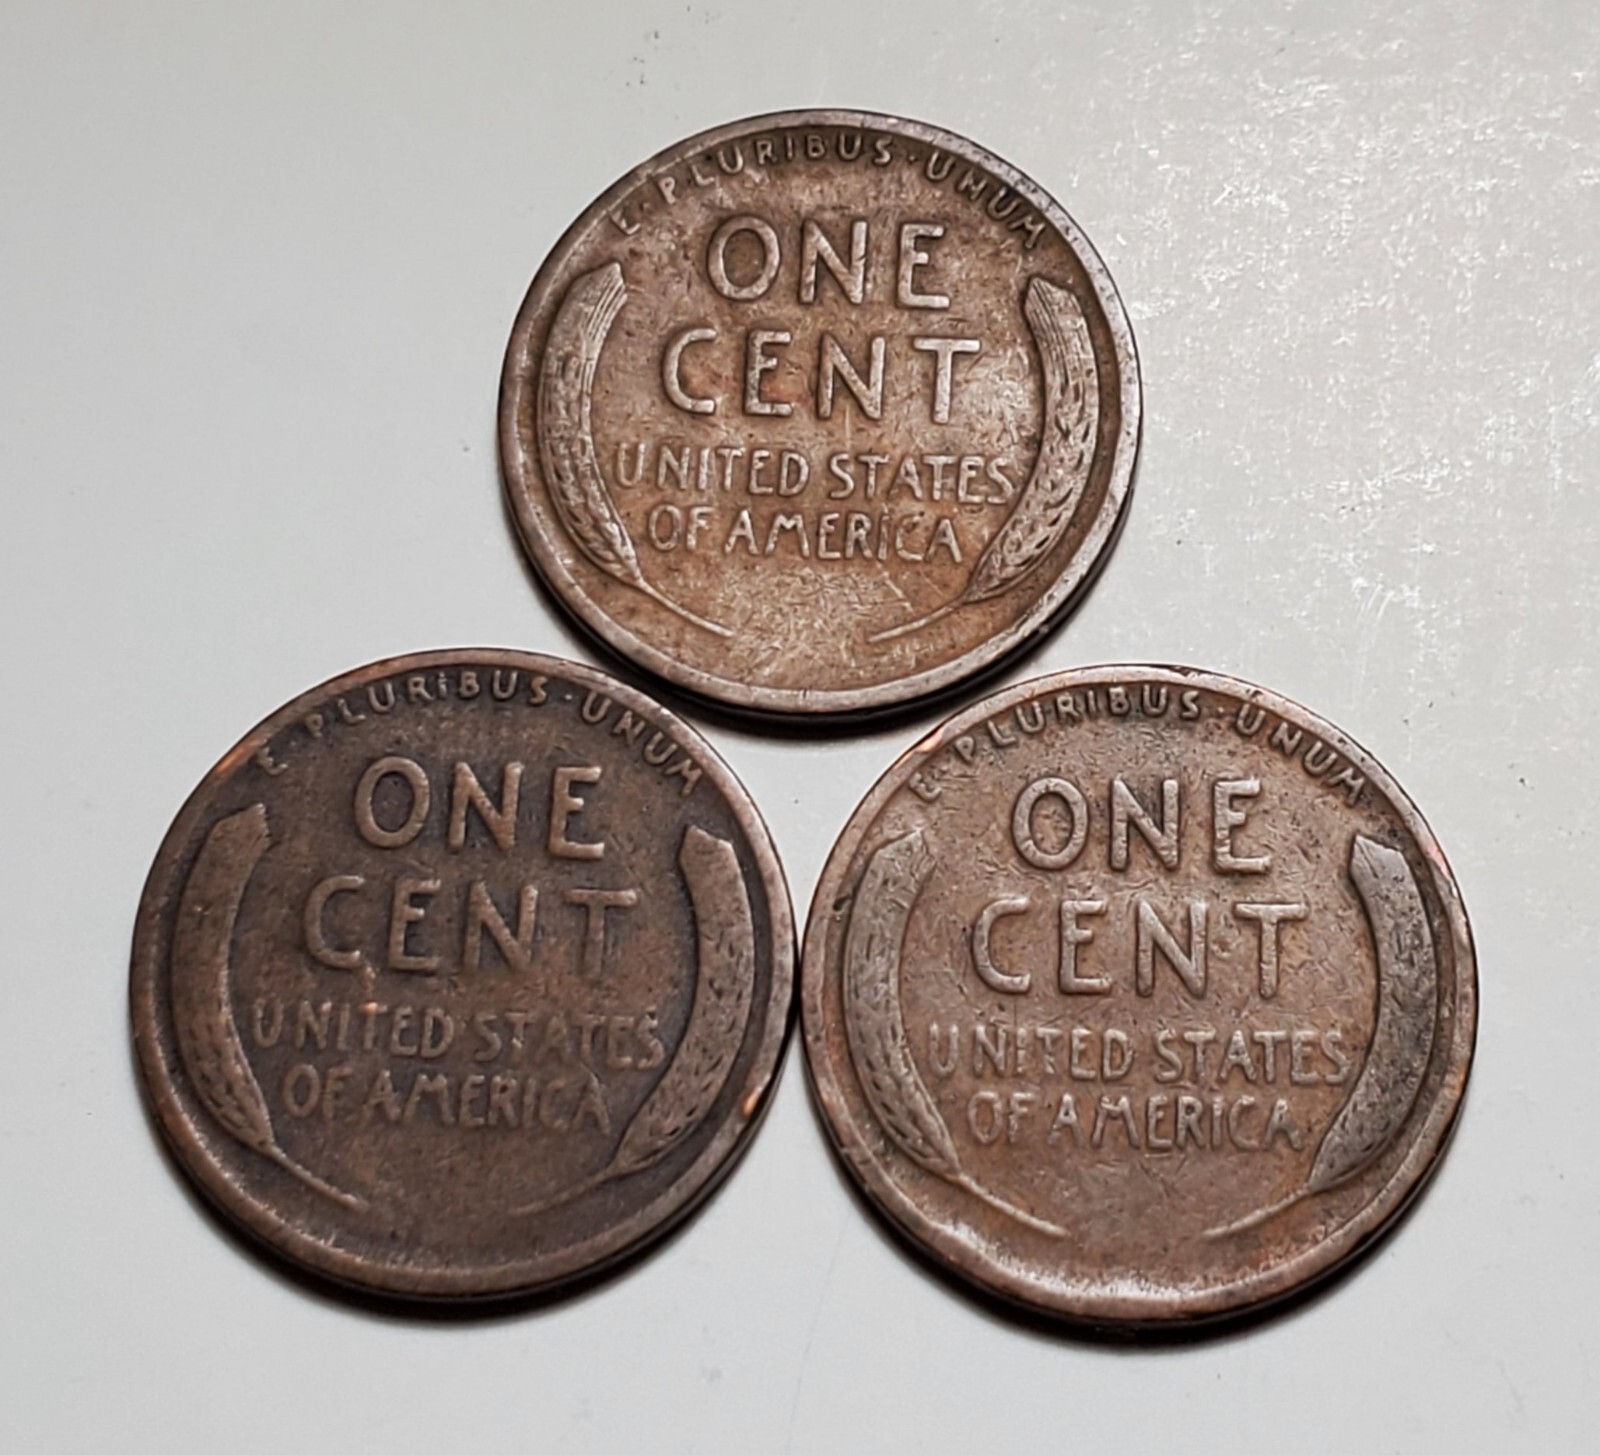 E · PLURIBUS · UNUM
ONE
CENT
UNITED STATES
OF AMERICA
E · PLURIBUS · UNUM
ONE
CENT
UNITED STATES
OF AMERICA
E · PLURIBUS · UNUM
ONE
CENT
UNITED STATES
OF AMERICA